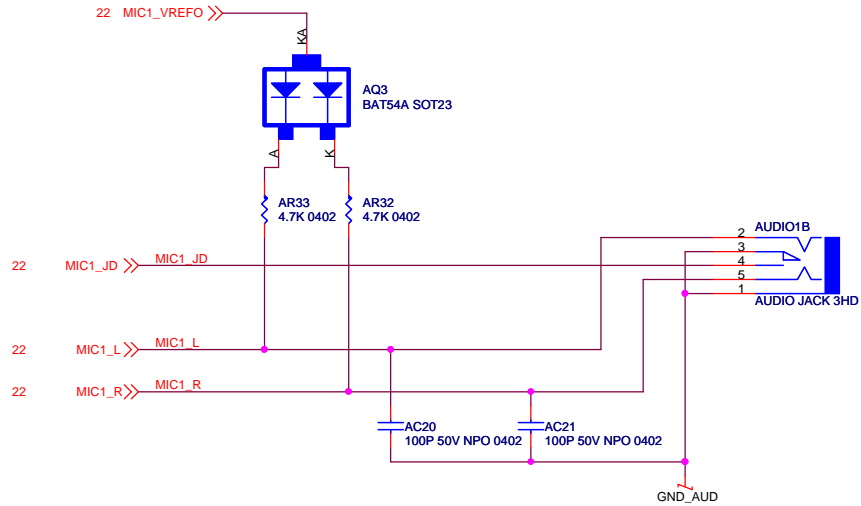 22 MIC1_VREFO
KA
AQ3
BAT54A SOT23
A
K
AR33
4.7K 0402
AR32
4.7K 0402
AUDIO1B
2
3
4
5
1
AUDIO JACK 3HD
22 MIC1_JD MIC1_JD
22 MIC1_L MIC1_L
22 MIC1_R MIC1_R
AC20
100P 50V NPO 0402
AC21
100P 50V NPO 0402
GND_AUD